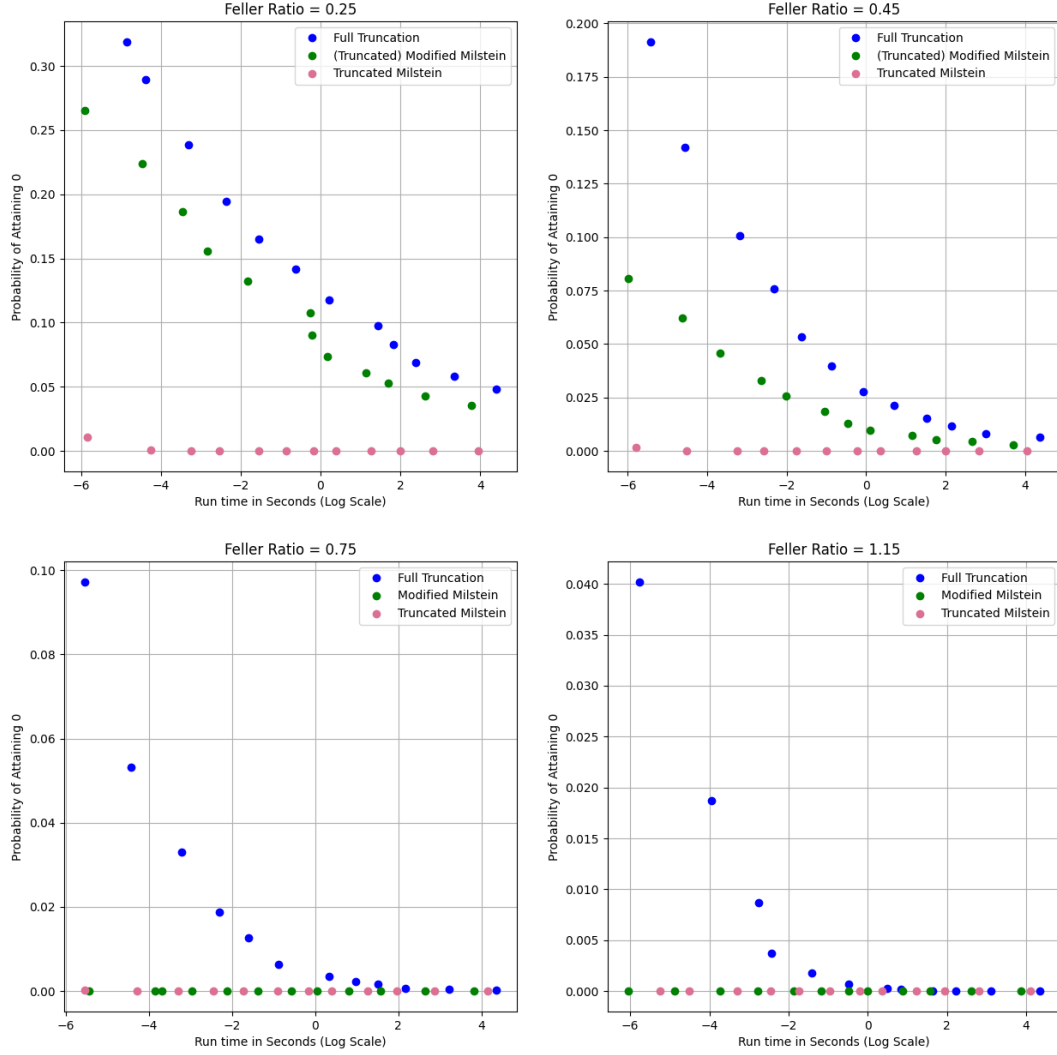 Feller Ratio = 0.25
Full Truncation
(Truncated) Modified Milstein
Truncated Milstein
0.30
0.25
0.20
0.15
0.10
0.05
0.00
Probability of Attaining 0
−6 −4 −2 0 2 4
Run time in Seconds (Log Scale)
Feller Ratio = 0.45
Full Truncation
(Truncated) Modified Milstein
Truncated Milstein
0.200
0.175
0.150
0.125
0.100
0.075
0.050
0.025
0.000
Probability of Attaining 0
−6 −4 −2 0 2 4
Run time in Seconds (Log Scale)
Feller Ratio = 0.75
Full Truncation
Modified Milstein
Truncated Milstein
0.10
0.08
0.06
0.04
0.02
0.00
Probability of Attaining 0
−6 −4 −2 0 2 4
Run time in Seconds (Log Scale)
Feller Ratio = 1.15
Full Truncation
Modified Milstein
Truncated Milstein
0.040
0.035
0.030
0.025
0.020
0.015
0.010
0.005
0.000
Probability of Attaining 0
−6 −4 −2 0 2 4
Run time in Seconds (Log Scale)